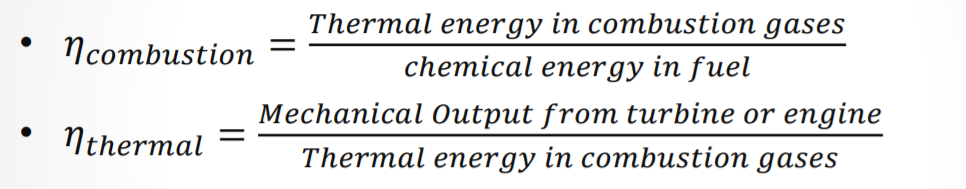 Thermal energy in combustion gases
• η_combustion =
chemical energy in fuel
Mechanical Output from turbine or engine
• η_thermal =
Thermal energy in combustion gases